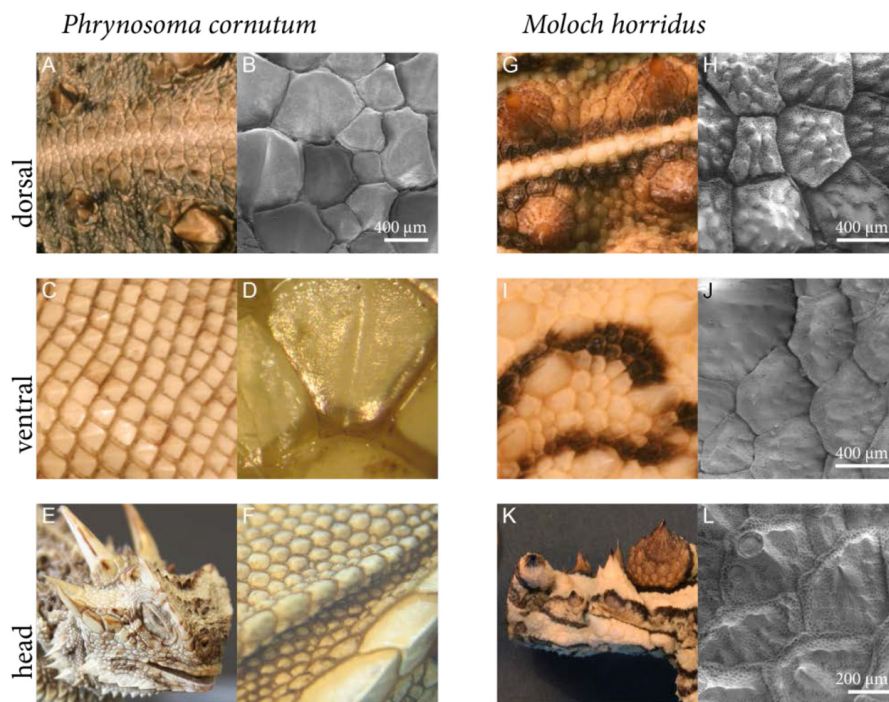 Phrynosoma cornutum
Moloch horridus
dorsal
A
B
400 µm
G
H
400 µm
ventral
C
D
I
J
400 µm
head
E
F
K
L
200 µm